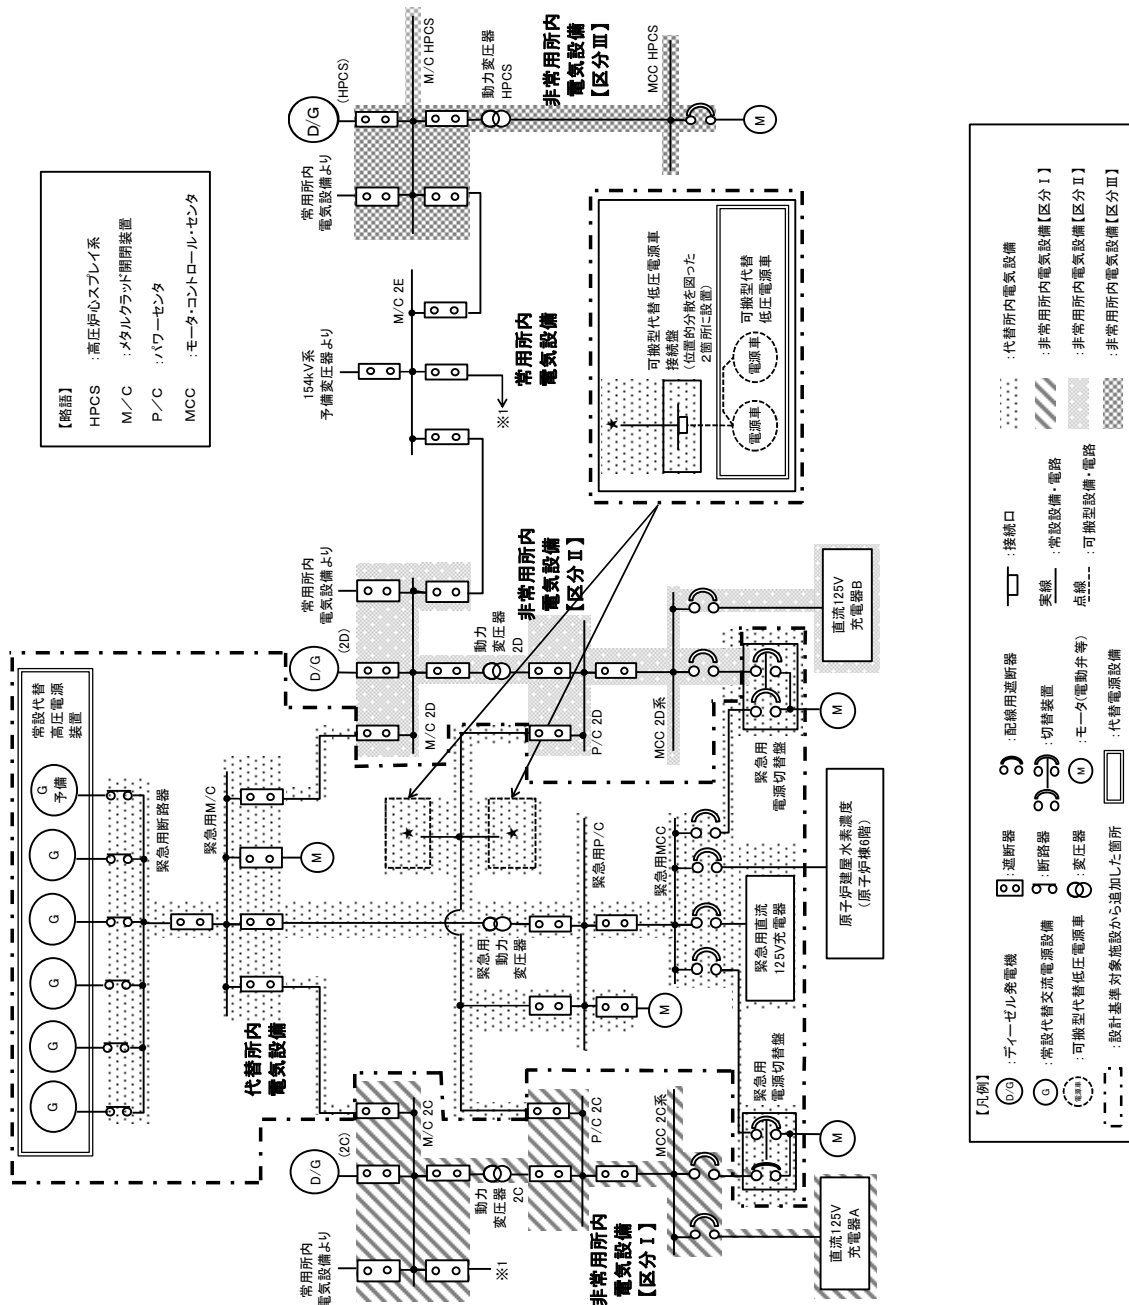 【略語】
HPCS :高圧炉心スプレイ系
M/C :メタルクラッド開閉装置
P/C :パワーセンタ
MCC :モータ・コントロール・センタ
D/G
(HPCS)
M/C HPCS
動力変圧器
HPCS
非常用所内
電気設備
【区分Ⅲ】
MCC HPCS
M
常用所内
電気設備より
M/C 2E
154kV系
予備変圧器より
※1
常用所内
電気設備
可搬型代替低圧電源車
接続盤
(位置的分散を図った
2箇所に設置)
可搬型代替
低圧電源車
電源車
電源車
★
常用所内
電気設備より
D/G
(2D)
M/C 2D
動力
変圧器
2D
非常用所内
電気設備
【区分Ⅱ】
P/C 2D
MCC 2D系
直流125V
充電器B
緊急用
電源切替盤
M
常設代替
高圧電源
装置
G
予備
G
G
G
G
G
緊急用断路器
緊急用M/C
M
代替所内
電気設備
★
★
緊急用
動力
変圧器
緊急用P/C
M
緊急用MCC
緊急用直流
125V充電器
原子炉建屋水素濃度
(原子炉棟6階)
緊急用
電源切替盤
M
D/G
(2C)
M/C 2C
動力
変圧器
2C
P/C 2C
MCC 2C系
常用所内
電気設備より
※1
非常用所内
電気設備
【区分Ⅰ】
直流125V
充電器A
【凡例】
D/G :ディーゼル発電機
G :常設代替交流電源設備
電源車 :可搬型代替低圧電源車
:設計基準対象施設から追加した箇所
:遮断器
:断路器
:変圧器
:配線用遮断器
:切替装置
M :モータ(電動弁等)
:代替電源設備
:接続口
実線 :常設設備・電路
点線 :可搬型設備・電路
:代替所内電気設備
:非常用所内電気設備【区分Ⅰ】
:非常用所内電気設備【区分Ⅱ】
:非常用所内電気設備【区分Ⅲ】